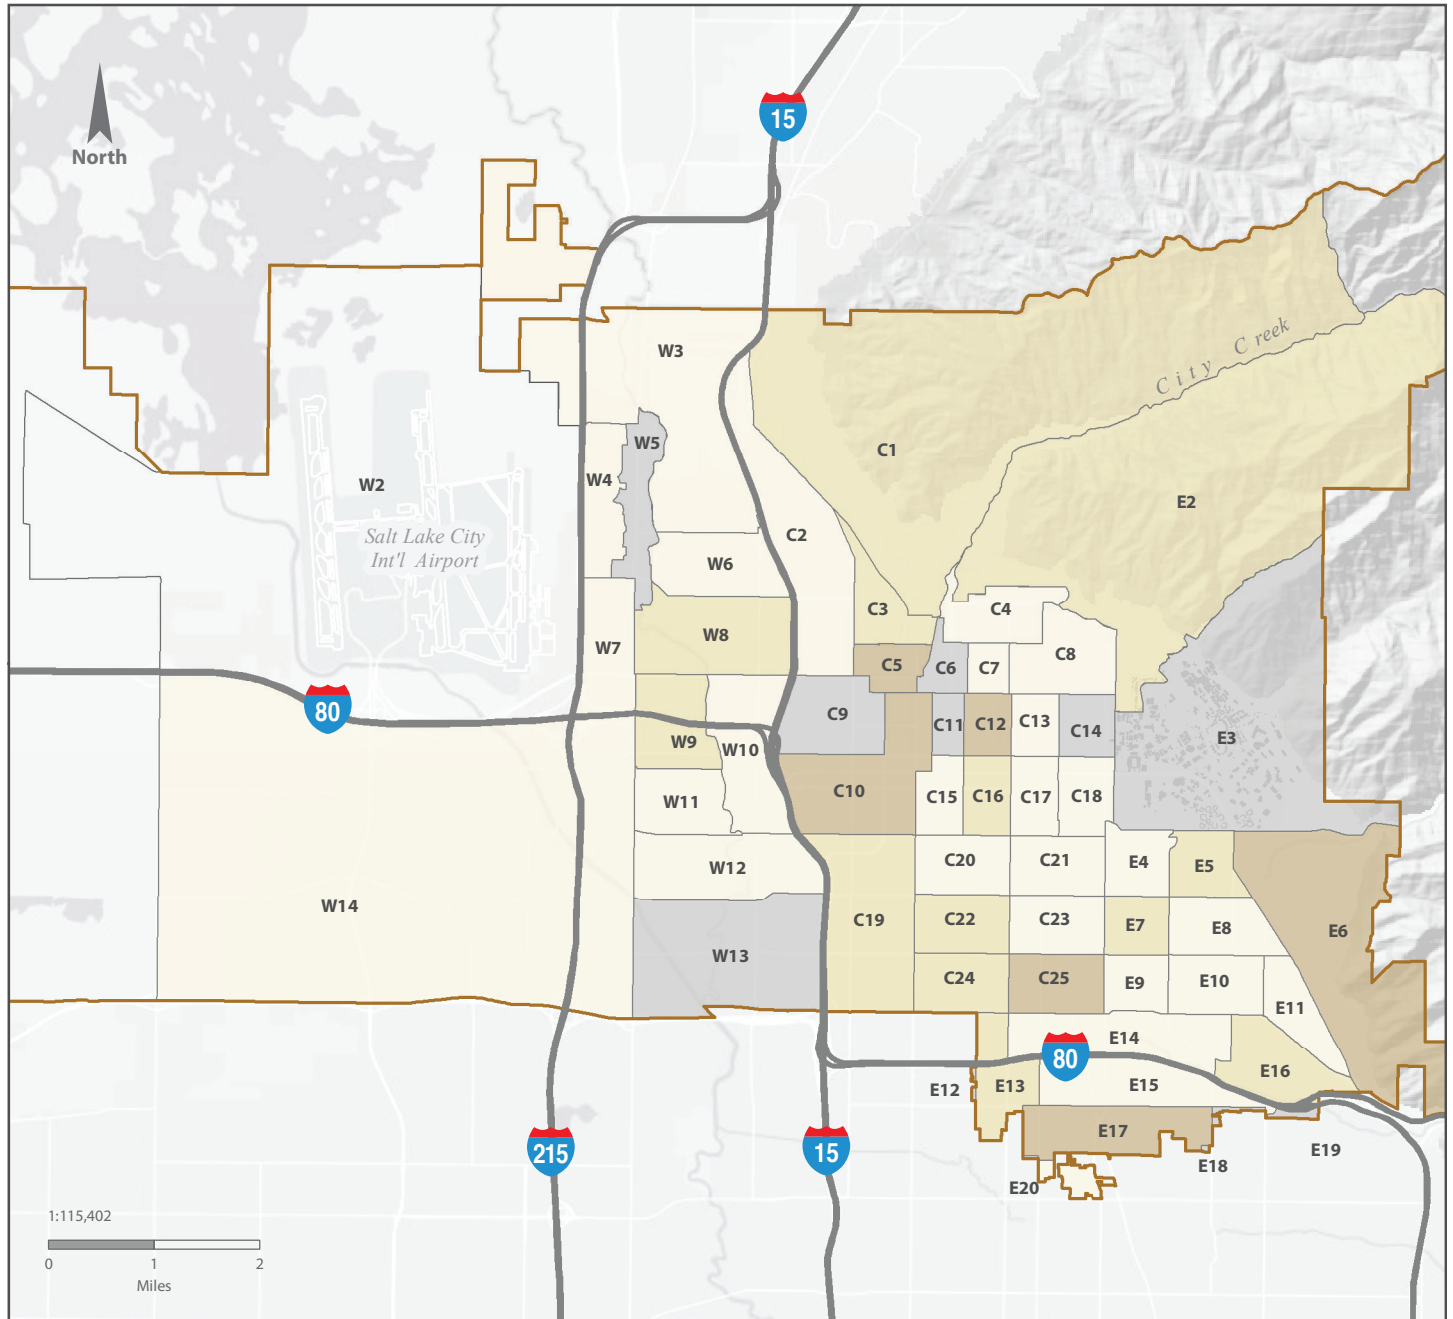 15
North
W3
City Creek
W5
C1
W4
W2
E2
Salt Lake City
Int'l Airport
C2
W6
C3
C4
W8
W7
C8
C5
C6
C7
80
C9
C11
C12
C13
C14
E3
W9
W10
C10
W11
C15
C16
C17
C18
C20
C21
E4
E5
W12
W14
C19
C22
C23
E7
E8
E6
W13
C24
C25
E9
E10
E11
E14
80
E12
E13
E15
E16
E17
215
15
E19
E18
E20
1:115,402
0 1 2
Miles